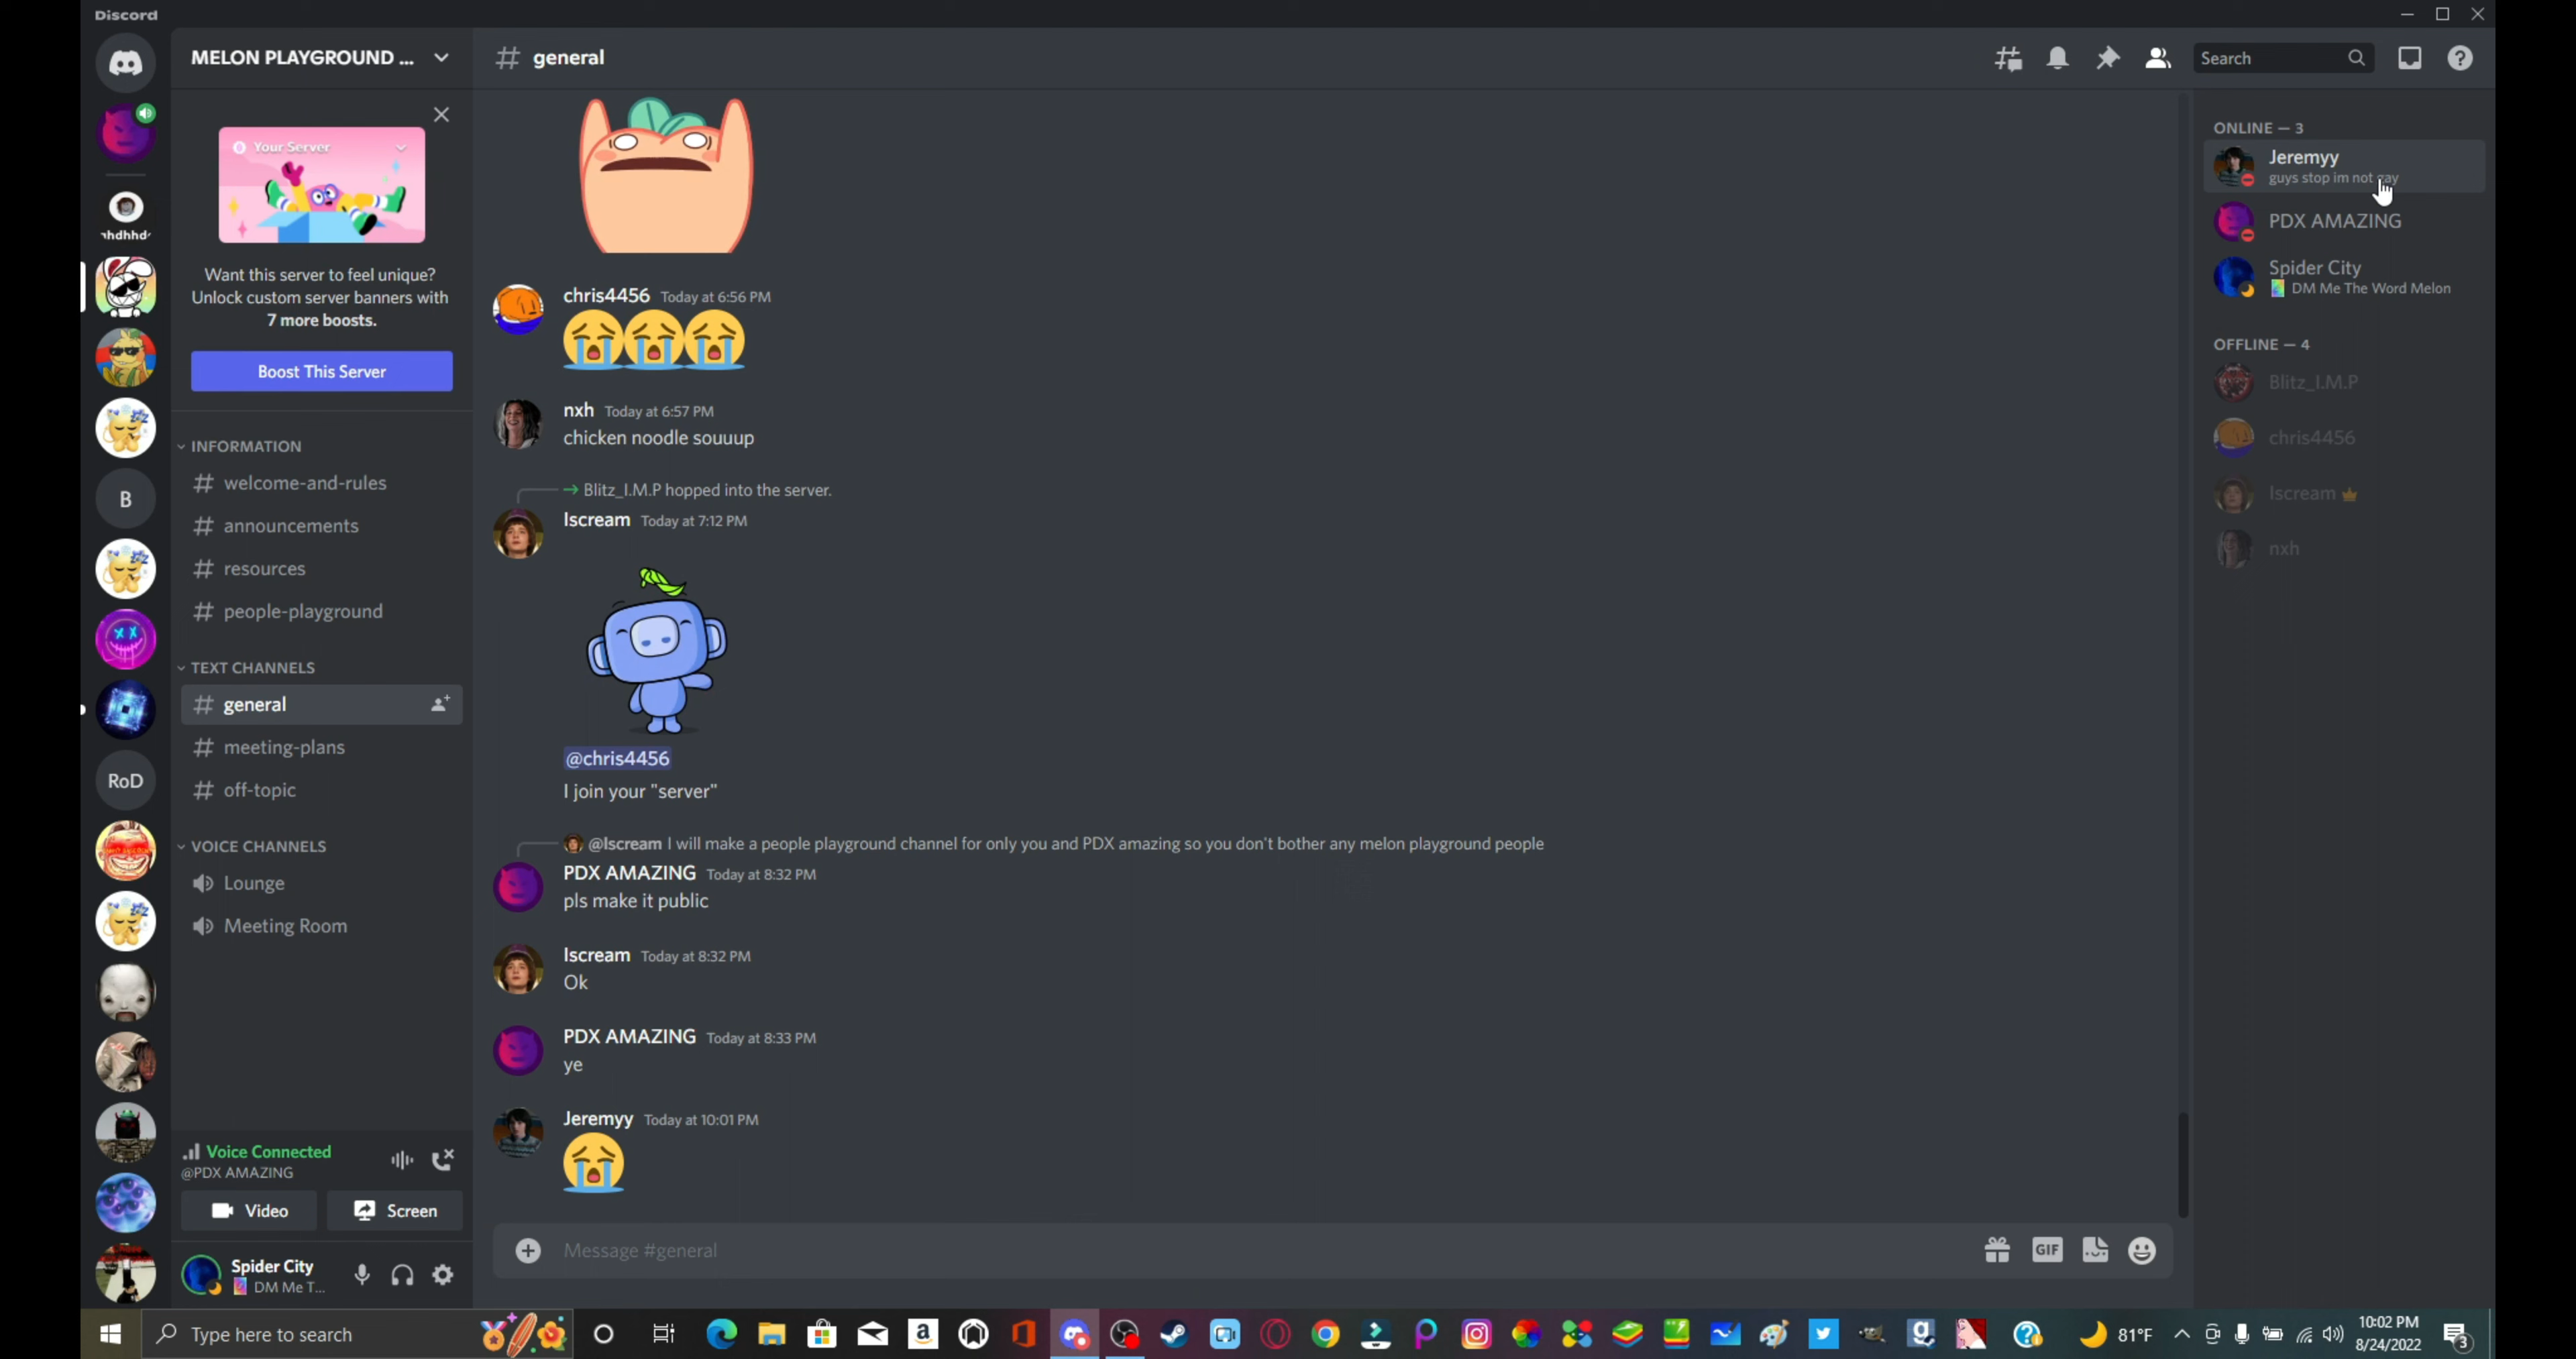 Discord
MELON PLAYGROUND ...
general
Search
Your Server
Want this server to feel unique?
Unlock custom server banners with
7 more boosts.
Boost This Server
INFORMATION
welcome-and-rules
announcements
resources
people-playground
TEXT CHANNELS
general
meeting-plans
off-topic
VOICE CHANNELS
Lounge
Meeting Room
Voice Connected
@PDX AMAZING
Video
Screen
Spider City
DM Me T...
B
RoD
chris4456 Today at 6:56 PM
nxh Today at 6:57 PM
chicken noodle souuup
Blitz_I.M.P hopped into the server.
Iscream Today at 7:12 PM
@chris4456
I join your "server"
@Iscream I will make a people playground channel for only you and PDX amazing so you don't bother any melon playground people
PDX AMAZING Today at 8:32 PM
pls make it public
Iscream Today at 8:32 PM
Ok
PDX AMAZING Today at 8:33 PM
ye
Jeremyy Today at 10:01 PM
Message #general
GIF
ONLINE — 3
Jeremyy
guys stop im not gay
PDX AMAZING
Spider City
DM Me The Word Melon
OFFLINE — 4
Blitz_I.M.P
chris4456
Iscream
nxh
Type here to search
81°F
10:02 PM
8/24/2022
3